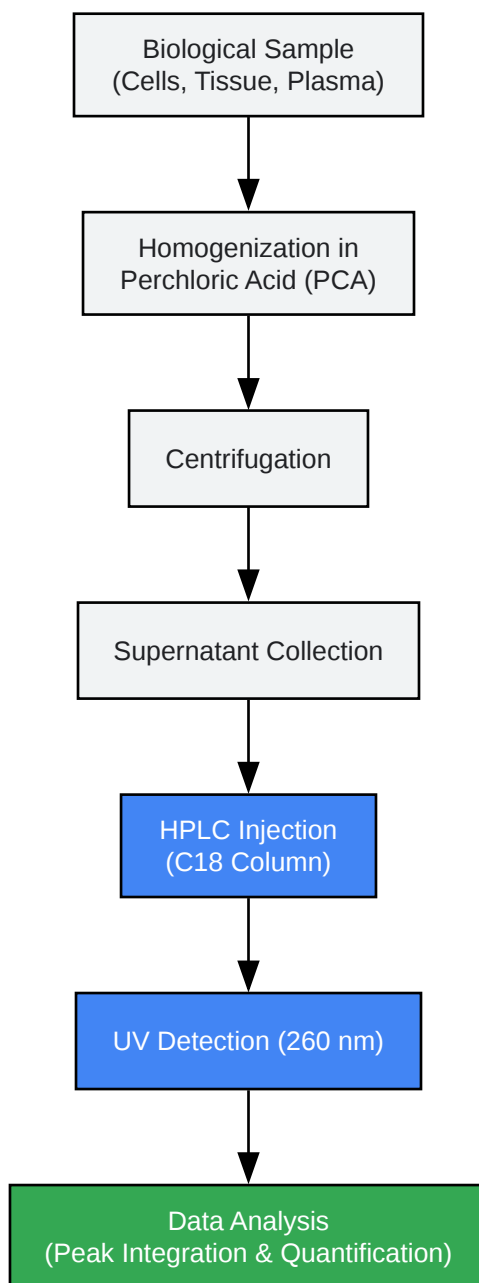 Biological Sample
(Cells, Tissue, Plasma)
Homogenization in
Perchloric Acid (PCA)
Centrifugation
Supernatant Collection
HPLC Injection
(C18 Column)
UV Detection (260 nm)
Data Analysis
(Peak Integration & Quantification)